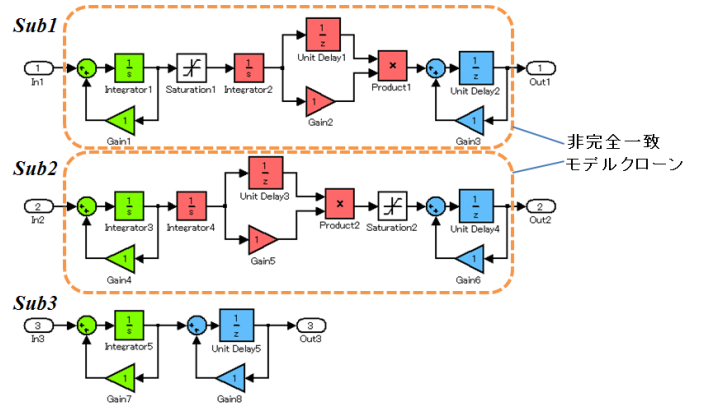 Sub1
1
In1
1/s
Integrator1
1
Gain1
Saturation1
1/s
Integrator2
1/z
Unit Delay1
1
Gain2
×
Product1
1/z
Unit Delay2
1
Gain3
1
Out1
非完全一致
モデルクローン
Sub2
2
In2
1/s
Integrator3
1
Gain4
1/s
Integrator4
1/z
Unit Delay3
1
Gain5
×
Product2
Saturation2
1/z
Unit Delay4
1
Gain6
2
Out2
Sub3
3
In3
1/s
Integrator5
1
Gain7
1/z
Unit Delay5
1
Gain8
3
Out3